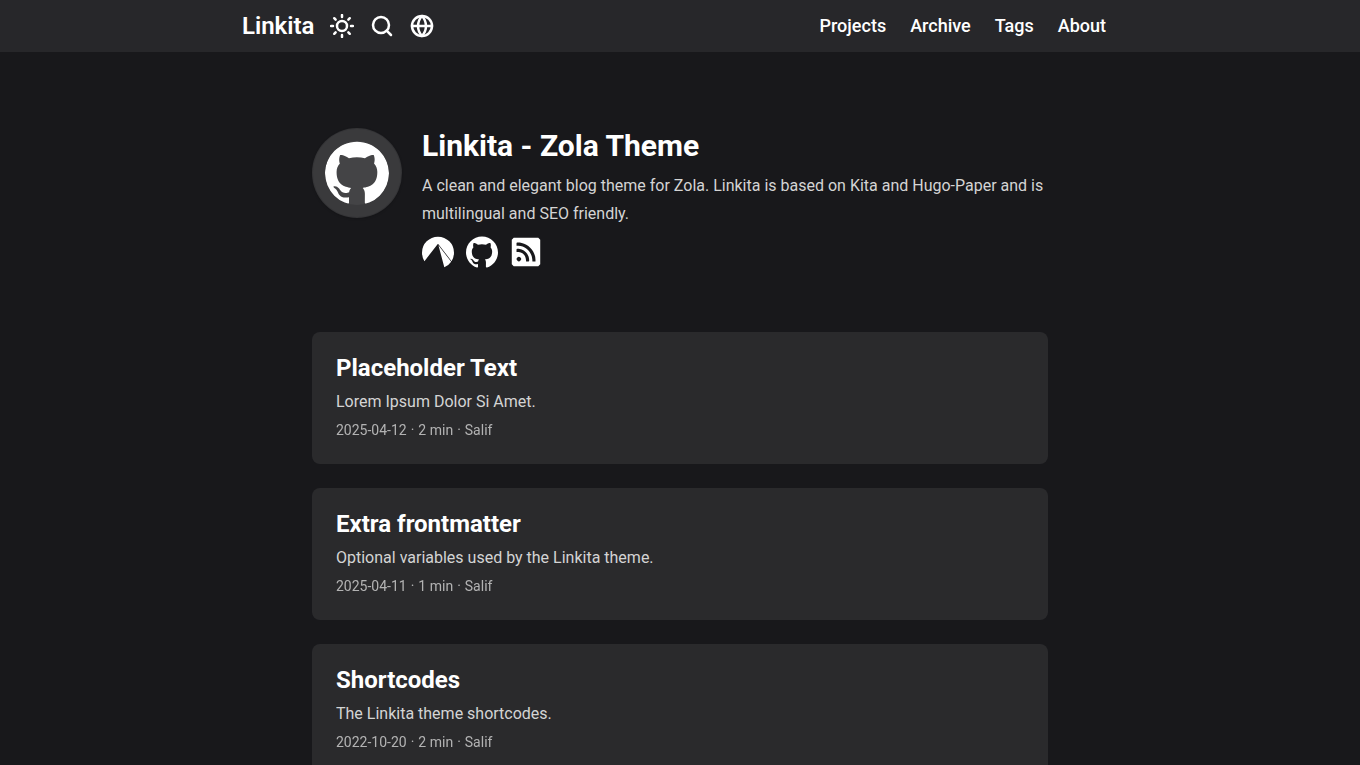 Linkita
Projects Archive Tags About
Linkita - Zola Theme
A clean and elegant blog theme for Zola. Linkita is based on Kita and Hugo-Paper and is
multilingual and SEO friendly.
Placeholder Text
Lorem Ipsum Dolor Si Amet.
2025-04-12 · 2 min · Salif
Extra frontmatter
Optional variables used by the Linkita theme.
2025-04-11 · 1 min · Salif
Shortcodes
The Linkita theme shortcodes.
2022-10-20 · 2 min · Salif